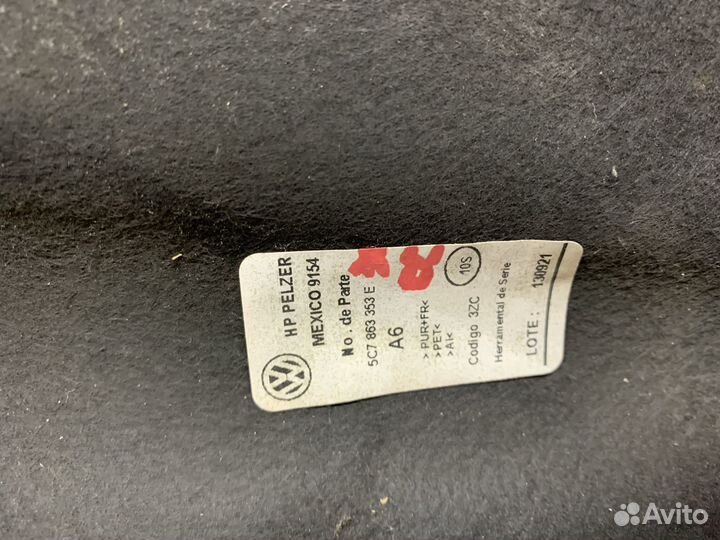 HP PELZER
MEXICO 9154
No. de Parte
5C7 863 353 E
A6
>PUR+FR<
>PET<
>AI<
Codigo 3ZC
10S
Herramental de Serie
LOTE: 130921
Avito